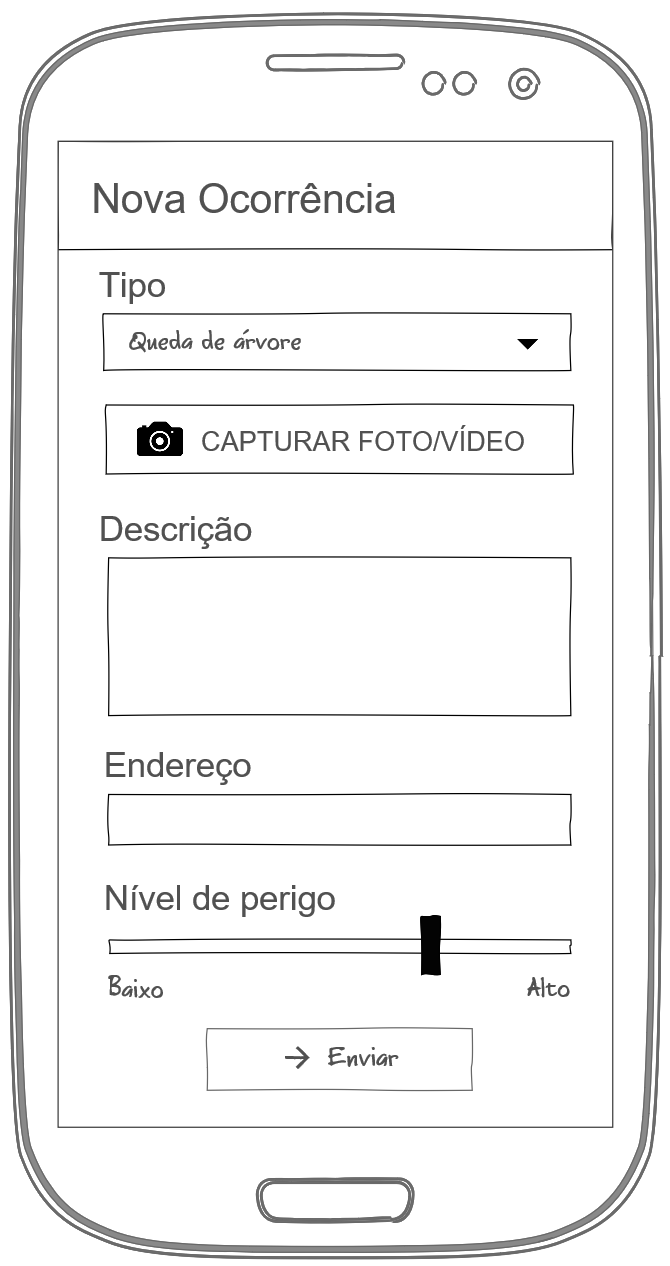 Nova Ocorrência
Tipo
Queda de árvore
CAPTURAR FOTO/VÍDEO
Descrição
Endereço
Nível de perigo
Baixo Alto
Enviar